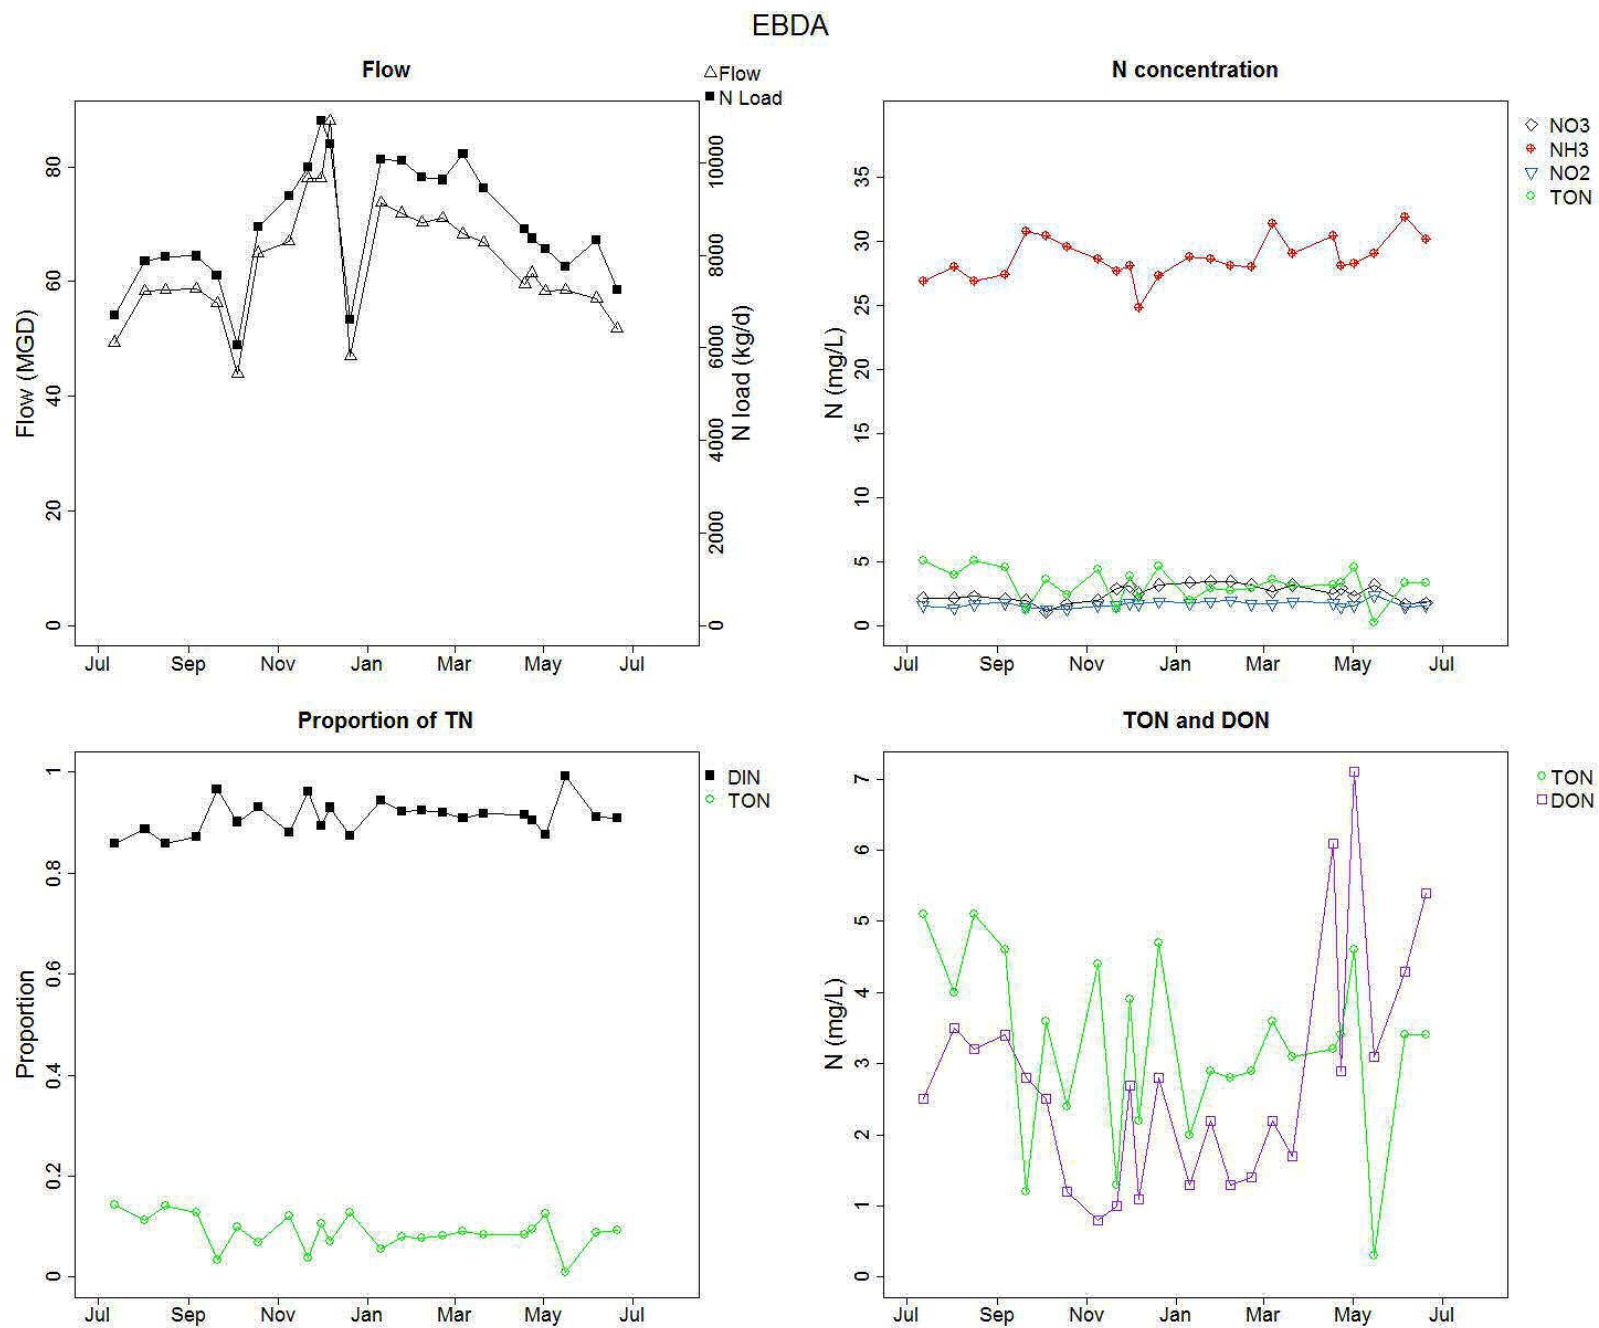 EBDA
Flow
Flow
N Load
80
60
40
20
0
Flow (MGD)
10000
8000
6000
4000
2000
0
N load (kg/d)
Jul Sep Nov Jan Mar May Jul
N concentration
NO3
NH3
NO2
TON
35
30
25
20
15
10
5
0
N (mg/L)
Jul Sep Nov Jan Mar May Jul
Proportion of TN
DIN
TON
1
0.8
0.6
0.4
0.2
0
Proportion
Jul Sep Nov Jan Mar May Jul
TON and DON
TON
DON
7
6
5
4
3
2
1
0
N (mg/L)
Jul Sep Nov Jan Mar May Jul